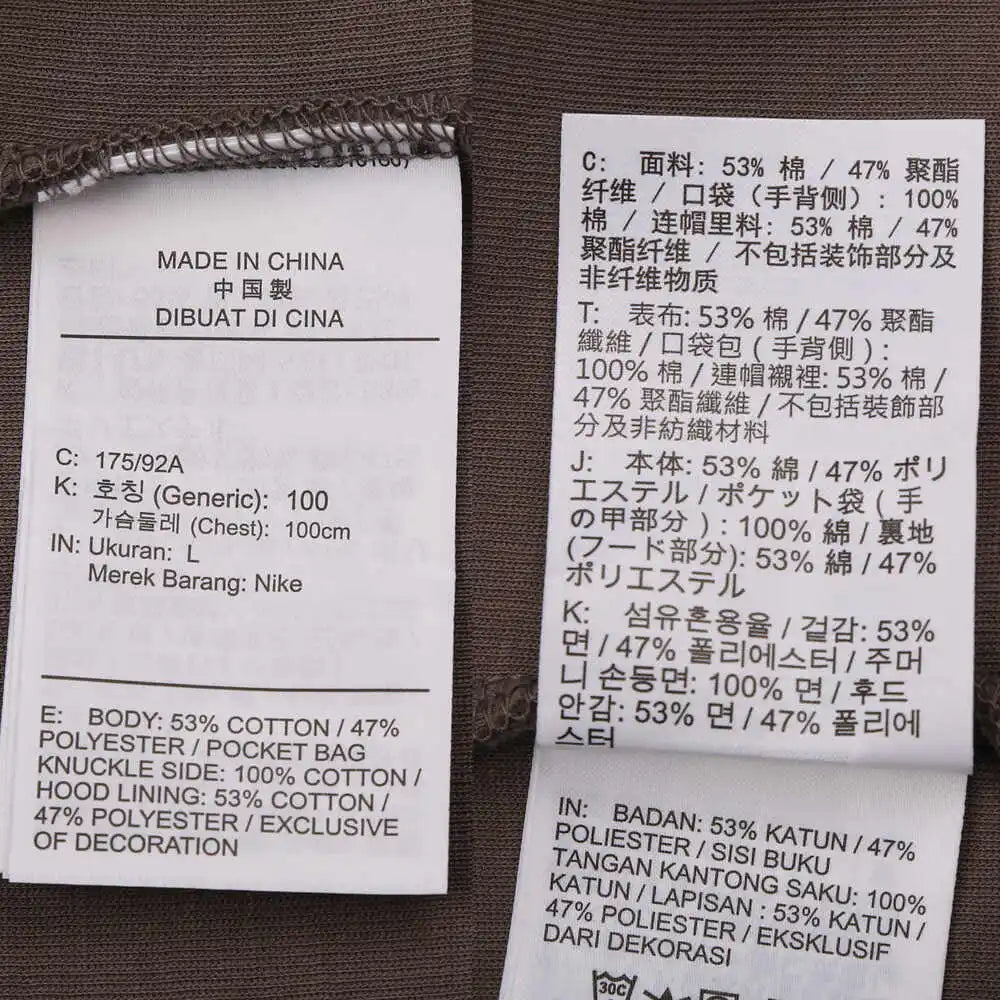 MADE IN CHINA
中国製
DIBUAT DI CINA
C: 175/92A
K: 호칭 (Generic): 100
가슴둘레 (Chest): 100cm
IN: Ukuran: L
Merek Barang: Nike
E: BODY: 53% COTTON / 47%
POLYESTER / POCKET BAG
KNUCKLE SIDE: 100% COTTON /
HOOD LINING: 53% COTTON /
47% POLYESTER / EXCLUSIVE
OF DECORATION
C: 面料: 53% 棉 / 47% 聚酯
纤维 / 口袋 (手背侧) : 100%
棉 / 连帽里料: 53% 棉 / 47%
聚酯纤维 / 不包括装饰部分及
非纤维物质
T: 表布: 53% 棉 / 47% 聚酯
纖維 / 口袋包 ( 手背側 ) :
100% 棉 / 連帽襯裡: 53% 棉 /
47% 聚酯纖維 / 不包括裝飾部
分及非紡織材料
J: 本体: 53% 綿 / 47% ポリ
エステル / ポケット袋 ( 手
の甲部分 ) : 100% 綿 / 裏地
(フード部分): 53% 綿 / 47%
ポリエステル
K: 섬유혼용율 / 겉감: 53%
면 / 47% 폴리에스터 / 주머
니 손등면: 100% 면 / 후드
안감: 53% 면 / 47% 폴리에
스터
IN: BADAN: 53% KATUN / 47%
POLIESTER / SISI BUKU
TANGAN KANTONG SAKU: 100%
KATUN / LAPISAN : 53% KATUN /
47% POLIESTER / EKSKLUSIF
DARI DEKORASI
30C